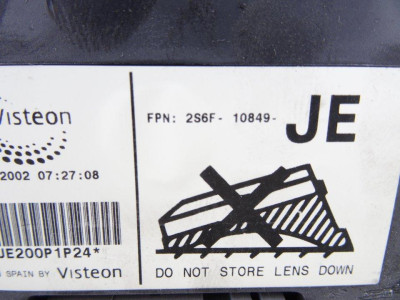 Visteon
2002 07:27:08
JE200P1P24*
SPAIN BY Visteon
FPN: 2S6F- 10849- JE
DO NOT STORE LENS DOWN